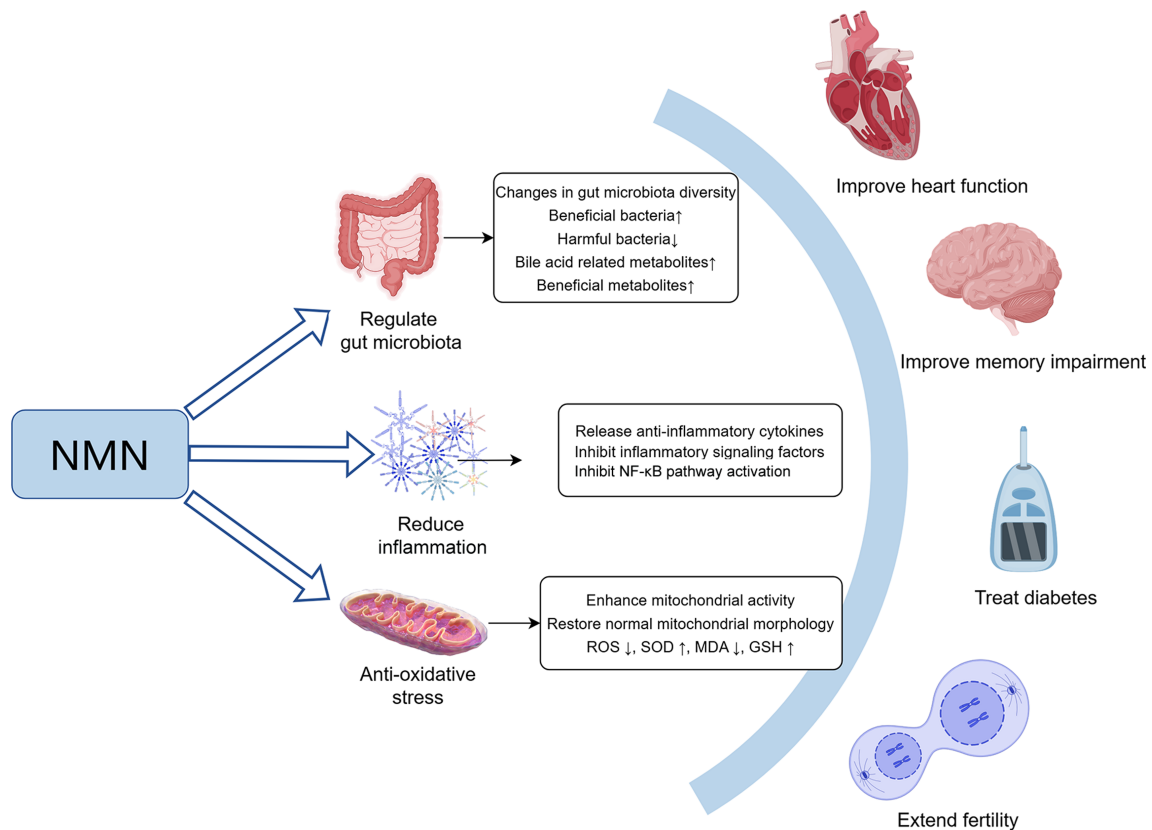 NMN
Regulate
gut microbiota
Changes in gut microbiota diversity
Beneficial bacteria↑
Harmful bacteria↓
Bile acid related metabolites↑
Beneficial metabolites↑
Reduce
inflammation
Release anti-inflammatory cytokines
Inhibit inflammatory signaling factors
Inhibit NF-κB pathway activation
Anti-oxidative
stress
Enhance mitochondrial activity
Restore normal mitochondrial morphology
ROS ↓, SOD ↑, MDA ↓, GSH ↑
Improve heart function
Improve memory impairment
Treat diabetes
Extend fertility